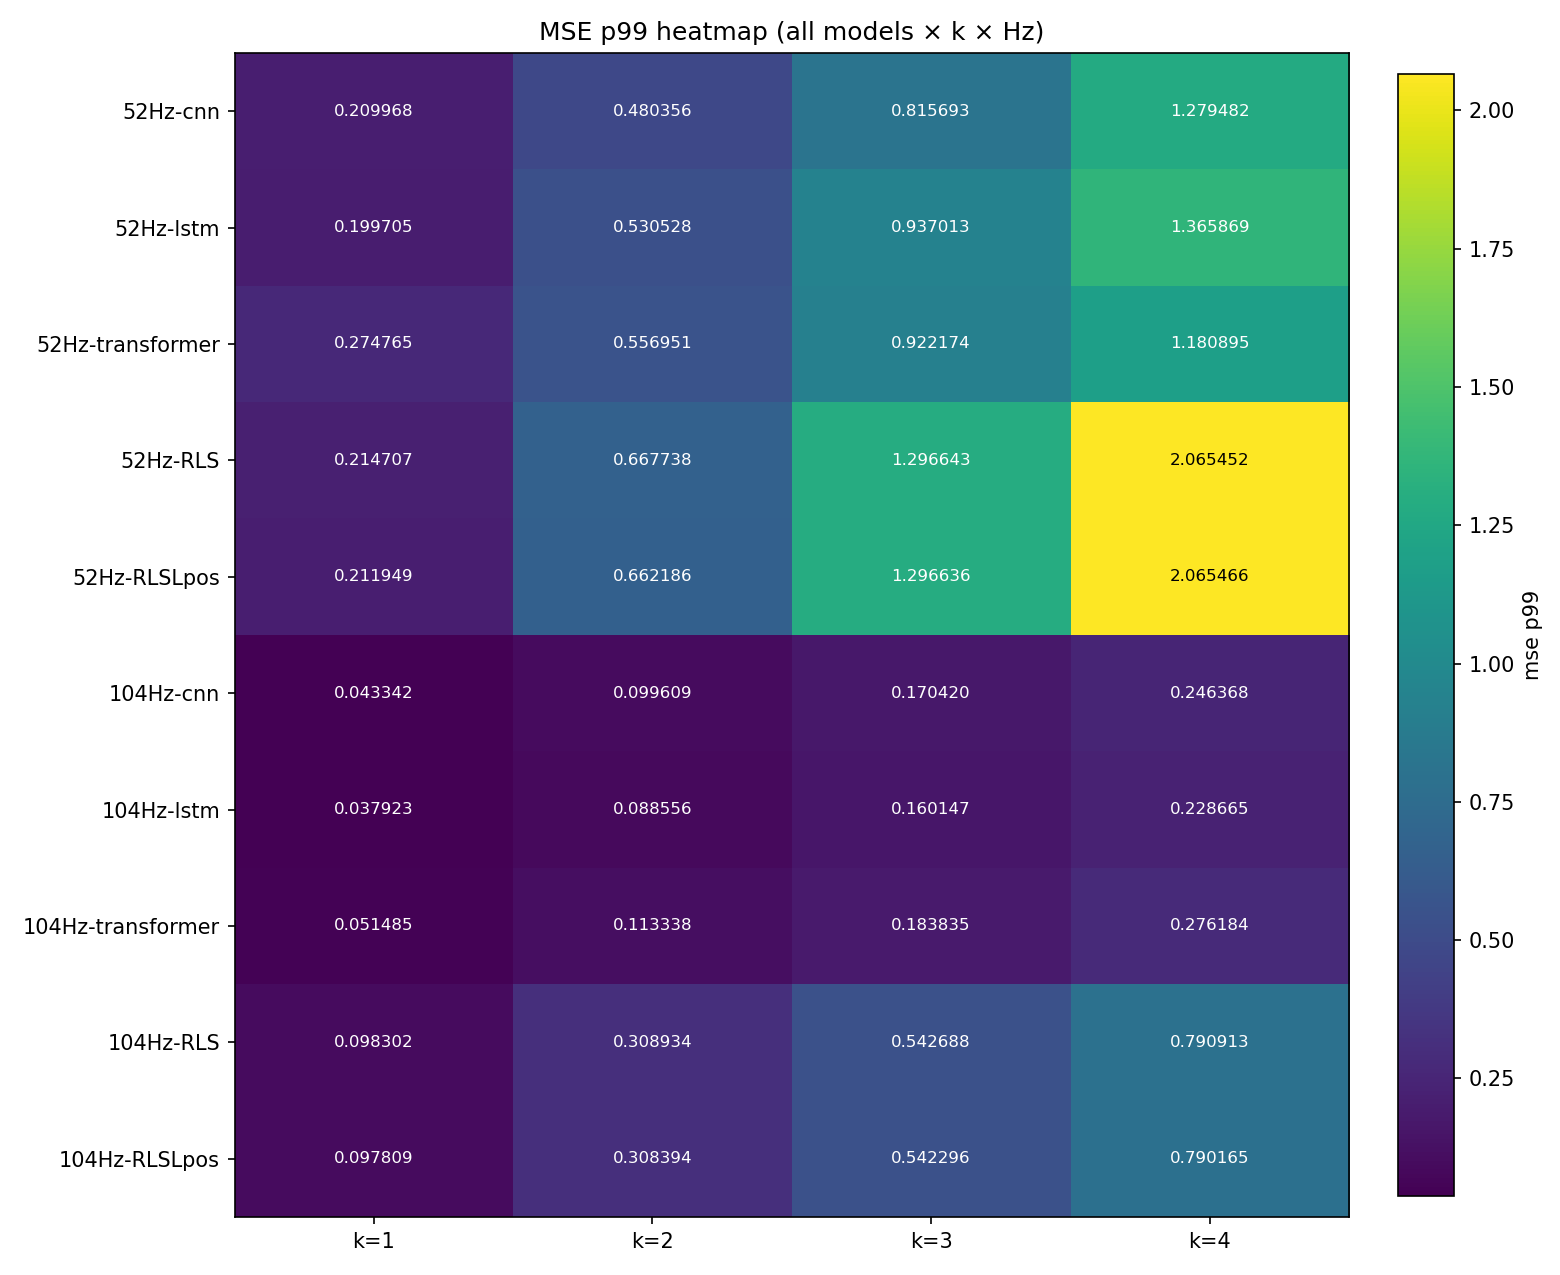 MSE p99 heatmap (all models × k × Hz)
52Hz-cnn 0.209968 0.480356 0.815693 1.279482
52Hz-lstm 0.199705 0.530528 0.937013 1.365869
52Hz-transformer 0.274765 0.556951 0.922174 1.180895
52Hz-RLS 0.214707 0.667738 1.296643 2.065452
52Hz-RLSLpos 0.211949 0.662186 1.296636 2.065466
104Hz-cnn 0.043342 0.099609 0.170420 0.246368
104Hz-lstm 0.037923 0.088556 0.160147 0.228665
104Hz-transformer 0.051485 0.113338 0.183835 0.276184
104Hz-RLS 0.098302 0.308934 0.542688 0.790913
104Hz-RLSLpos 0.097809 0.308394 0.542296 0.790165
k=1 k=2 k=3 k=4
2.00
1.75
1.50
1.25
1.00
0.75
0.50
0.25
mse p99